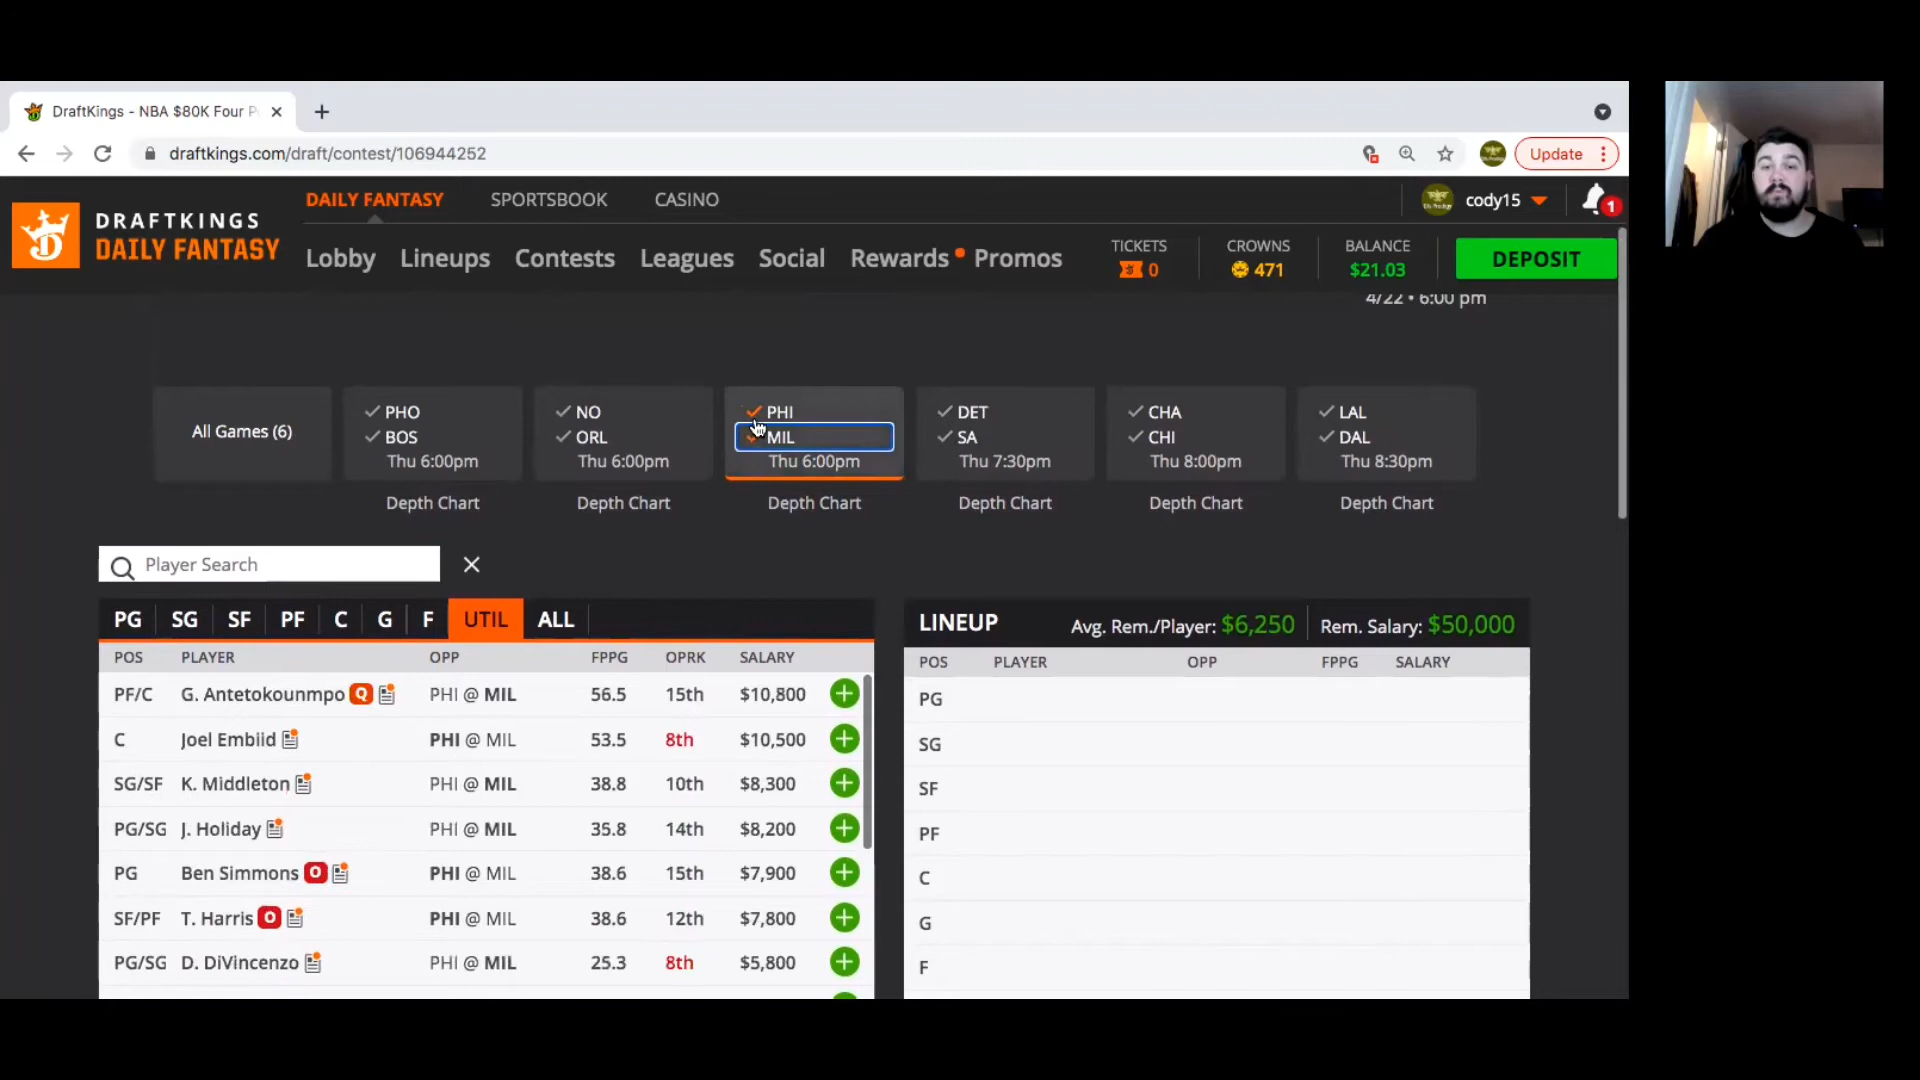 DraftKings - NBA $80K Four P
draftkings.com/draft/contest/106944252
Update
DAILY FANTASY SPORTSBOOK CASINO
cody15
1
DRAFTKINGS
DAILY FANTASY
Lobby Lineups Contests Leagues Social Rewards Promos
TICKETS
0
CROWNS
471
BALANCE
$21.03
DEPOSIT
4/22 • 6:00 pm
All Games (6)
PHO
BOS
Thu 6:00pm
NO
ORL
Thu 6:00pm
PHI
MIL
Thu 6:00pm
DET
SA
Thu 7:30pm
CHA
CHI
Thu 8:00pm
LAL
DAL
Thu 8:30pm
Depth Chart Depth Chart Depth Chart Depth Chart Depth Chart Depth Chart
Player Search
PG SG SF PF C G F UTIL ALL
POS PLAYER OPP FPPG OPRK SALARY
PF/C G. Antetokounmpo Q PHI @ MIL 56.5 15th $10,800
C Joel Embiid PHI @ MIL 53.5 8th $10,500
SG/SF K. Middleton PHI @ MIL 38.8 10th $8,300
PG/SG J. Holiday PHI @ MIL 35.8 14th $8,200
PG Ben Simmons O PHI @ MIL 38.6 15th $7,900
SF/PF T. Harris O PHI @ MIL 38.6 12th $7,800
PG/SG D. DiVincenzo PHI @ MIL 25.3 8th $5,800
LINEUP Avg. Rem./Player: $6,250 Rem. Salary: $50,000
POS PLAYER OPP FPPG SALARY
PG
SG
SF
PF
C
G
F